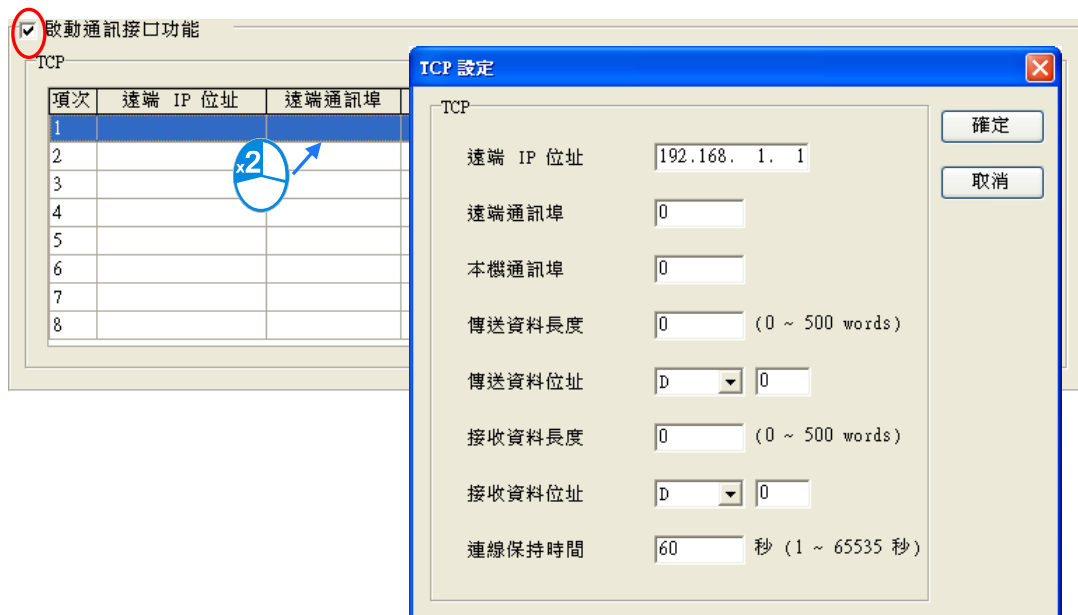 啟動通訊接口功能
TCP
項次 遠端 IP 位址 遠端通訊埠
1
2
3
4
5
6
7
8
x2
TCP 設定
TCP
遠端 IP 位址 192.168. 1. 1
遠端通訊埠 0
本機通訊埠 0
傳送資料長度 0 (0 ~ 500 words)
傳送資料位址 D 0
接收資料長度 0 (0 ~ 500 words)
接收資料位址 D 0
連線保持時間 60 秒 (1 ~ 65535 秒)
確定
取消